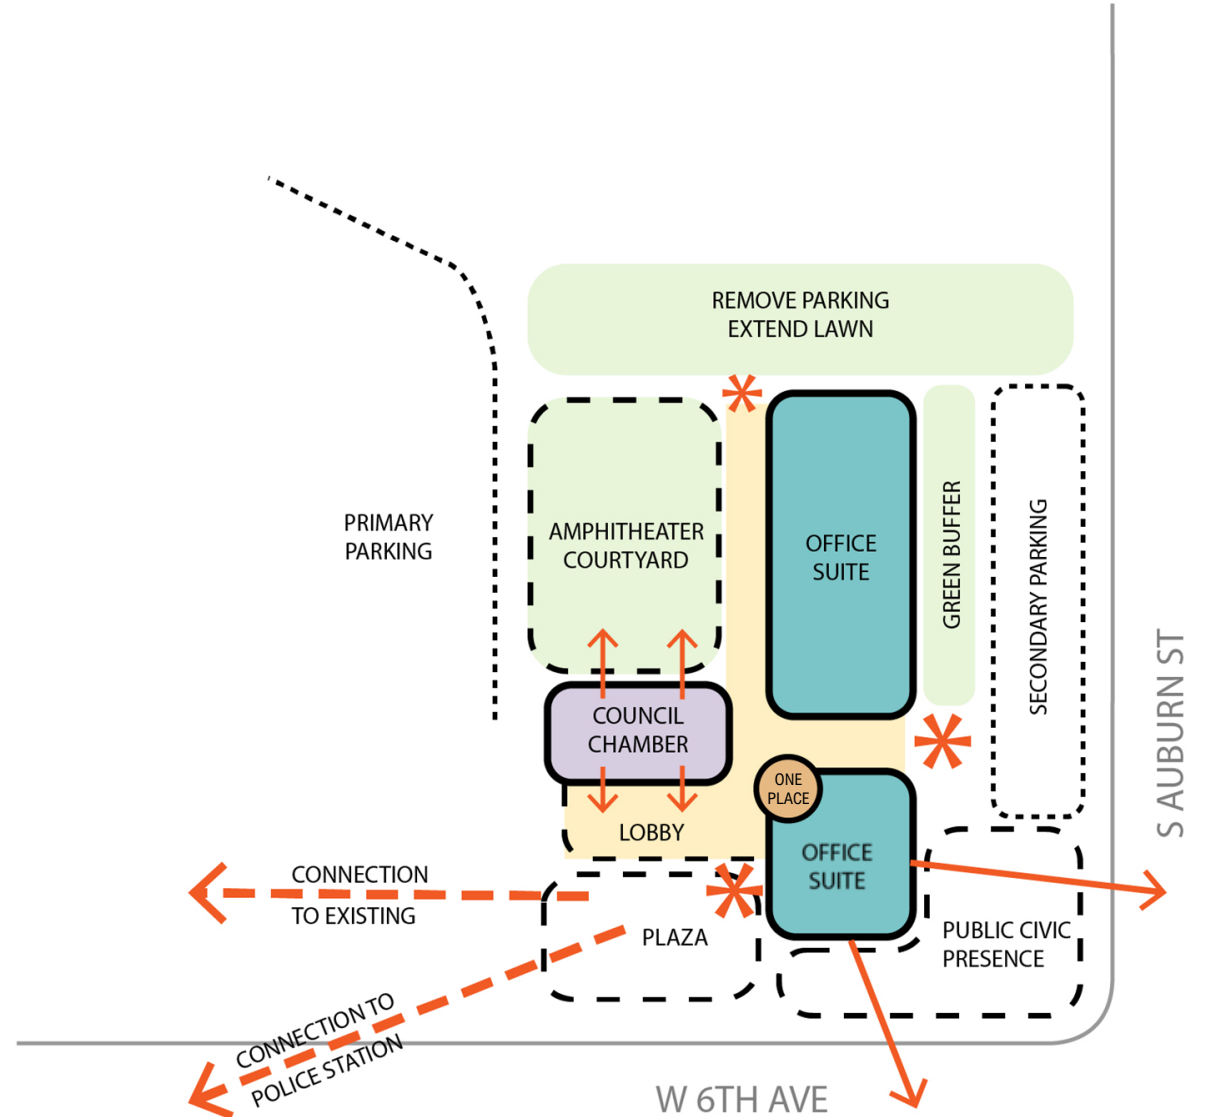 REMOVE PARKING
EXTEND LAWN
PRIMARY
PARKING
AMPHITHEATER
COURTYARD
OFFICE
SUITE
GREEN BUFFER
SECONDARY PARKING
S AUBURN ST
COUNCIL
CHAMBER
ONE
PLACE
LOBBY
OFFICE
SUITE
CONNECTION
TO EXISTING
PLAZA
PUBLIC CIVIC
PRESENCE
CONNECTION TO
POLICE STATION
W 6TH AVE